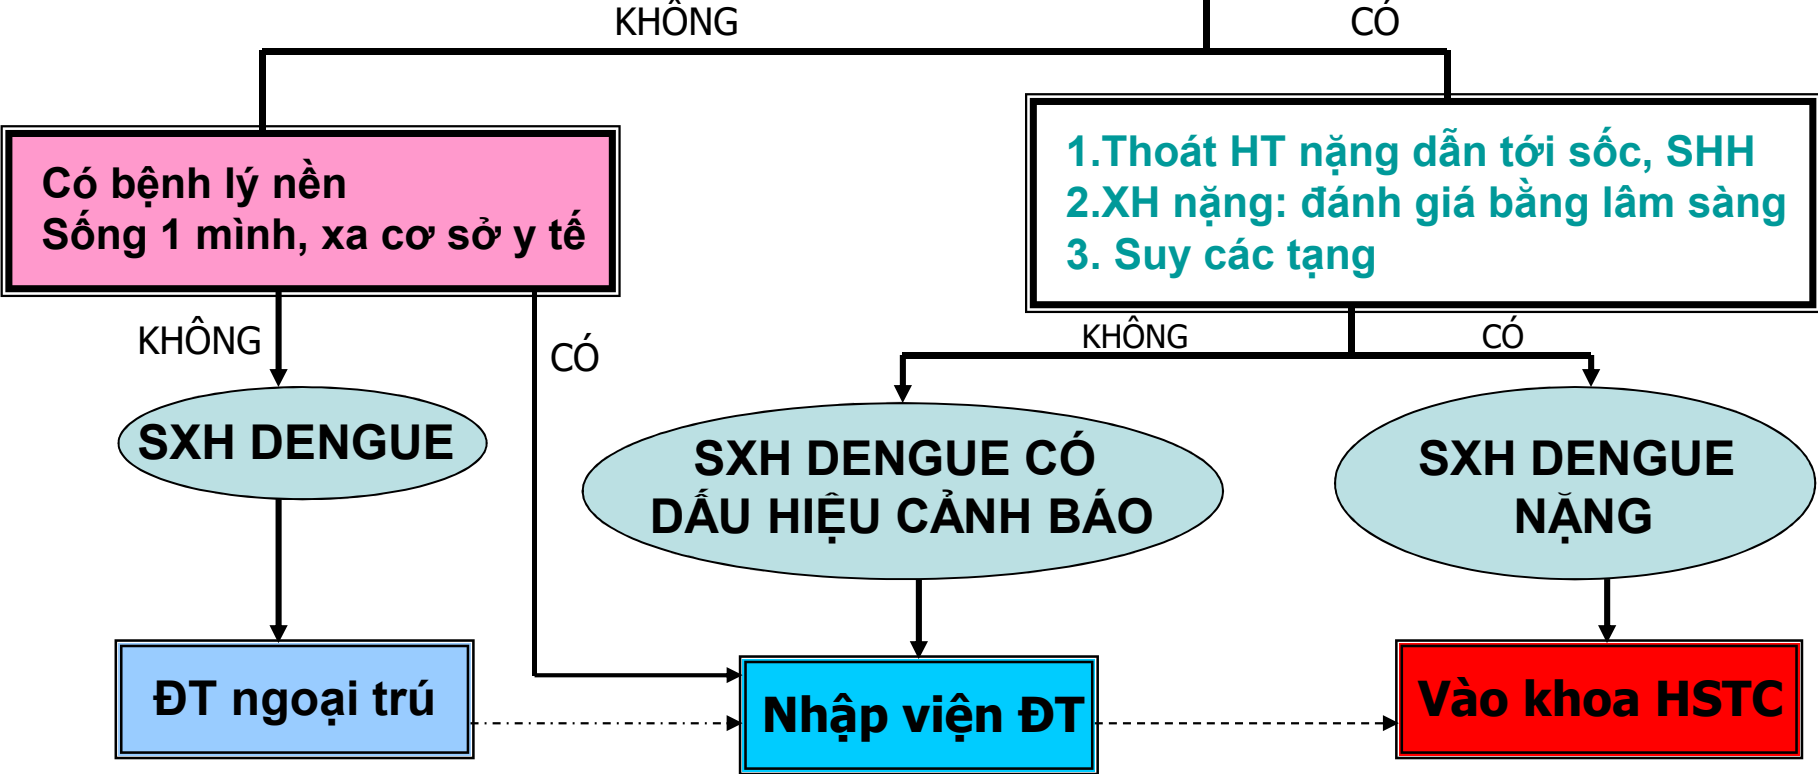 KHÔNG
CÓ
Có bệnh lý nền
Sống 1 mình, xa cơ sở y tế
1.Thoát HT nặng dẫn tới sốc, SHH
2.XH nặng: đánh giá bằng lâm sàng
3. Suy các tạng
KHÔNG
CÓ
KHÔNG
CÓ
SXH DENGUE
SXH DENGUE CÓ
DẤU HIỆU CẢNH BÁO
SXH DENGUE
NẶNG
ĐT ngoại trú
Nhập viện ĐT
Vào khoa HSTC